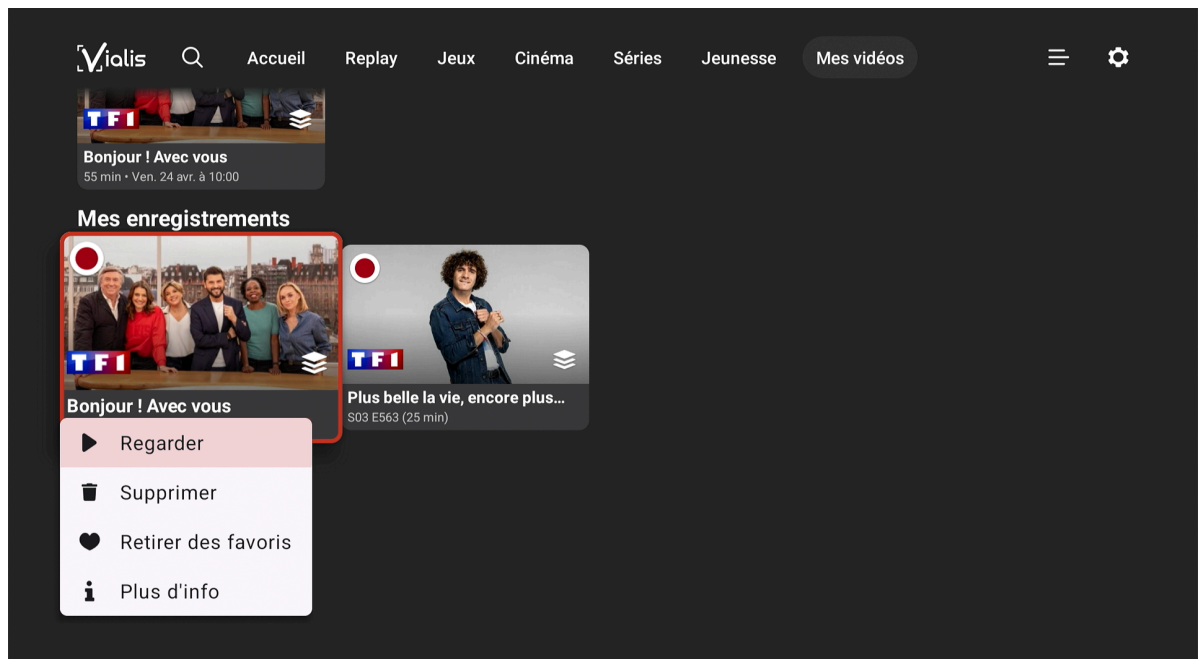 Vialis
Accueil
Replay
Jeux
Cinéma
Séries
Jeunesse
Mes vidéos
TF1
Bonjour ! Avec vous
55 min • Ven. 24 avr. à 10:00
Mes enregistrements
TF1
Bonjour ! Avec vous
TF1
Plus belle la vie, encore plus...
S03 E563 (25 min)
Regarder
Supprimer
Retirer des favoris
Plus d'info